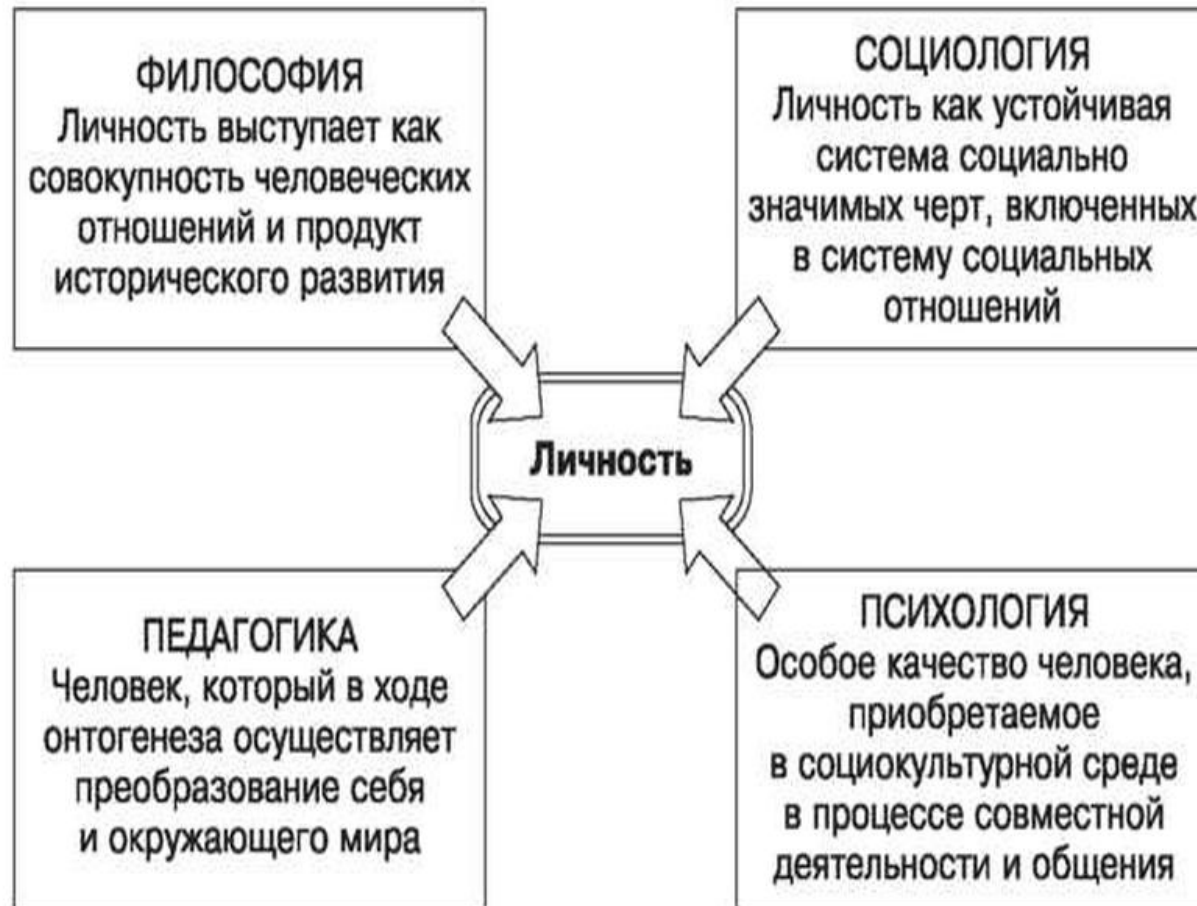 ФИЛОСОФИЯ
Личность выступает как
совокупность человеческих
отношений и продукт
исторического развития
СОЦИОЛОГИЯ
Личность как устойчивая
система социально
значимых черт, включенных
в систему социальных
отношений
Личность
ПЕДАГОГИКА
Человек, который в ходе
онтогенеза осуществляет
преобразование себя
и окружающего мира
ПСИХОЛОГИЯ
Особое качество человека,
приобретаемое
в социокультурной среде
в процессе совместной
деятельности и общения